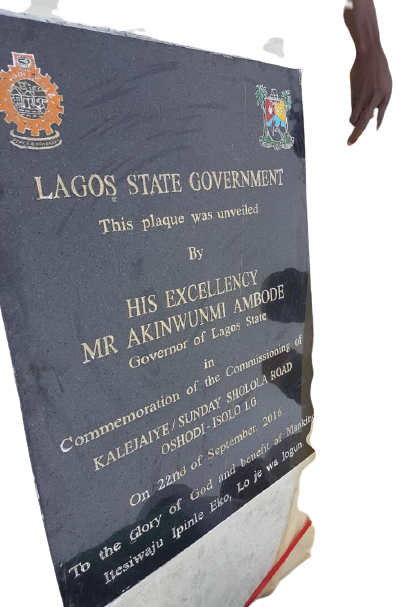 LAGOS STATE GOVERNMENT
This plaque was unveiled
By
HIS EXCELLENCY
MR AKINWUNMI AMBODE
Governor of Lagos State
in
Commemoration of the Commissioning of
KALEJAIYE / SUNDAY SHOLOLA ROAD
OSHODI-ISOLO LG.
On 22nd of September, 2016
To the Glory of God and benefit of Mankind
Itesiwaju Ipinle Eko, Lo je wa logun